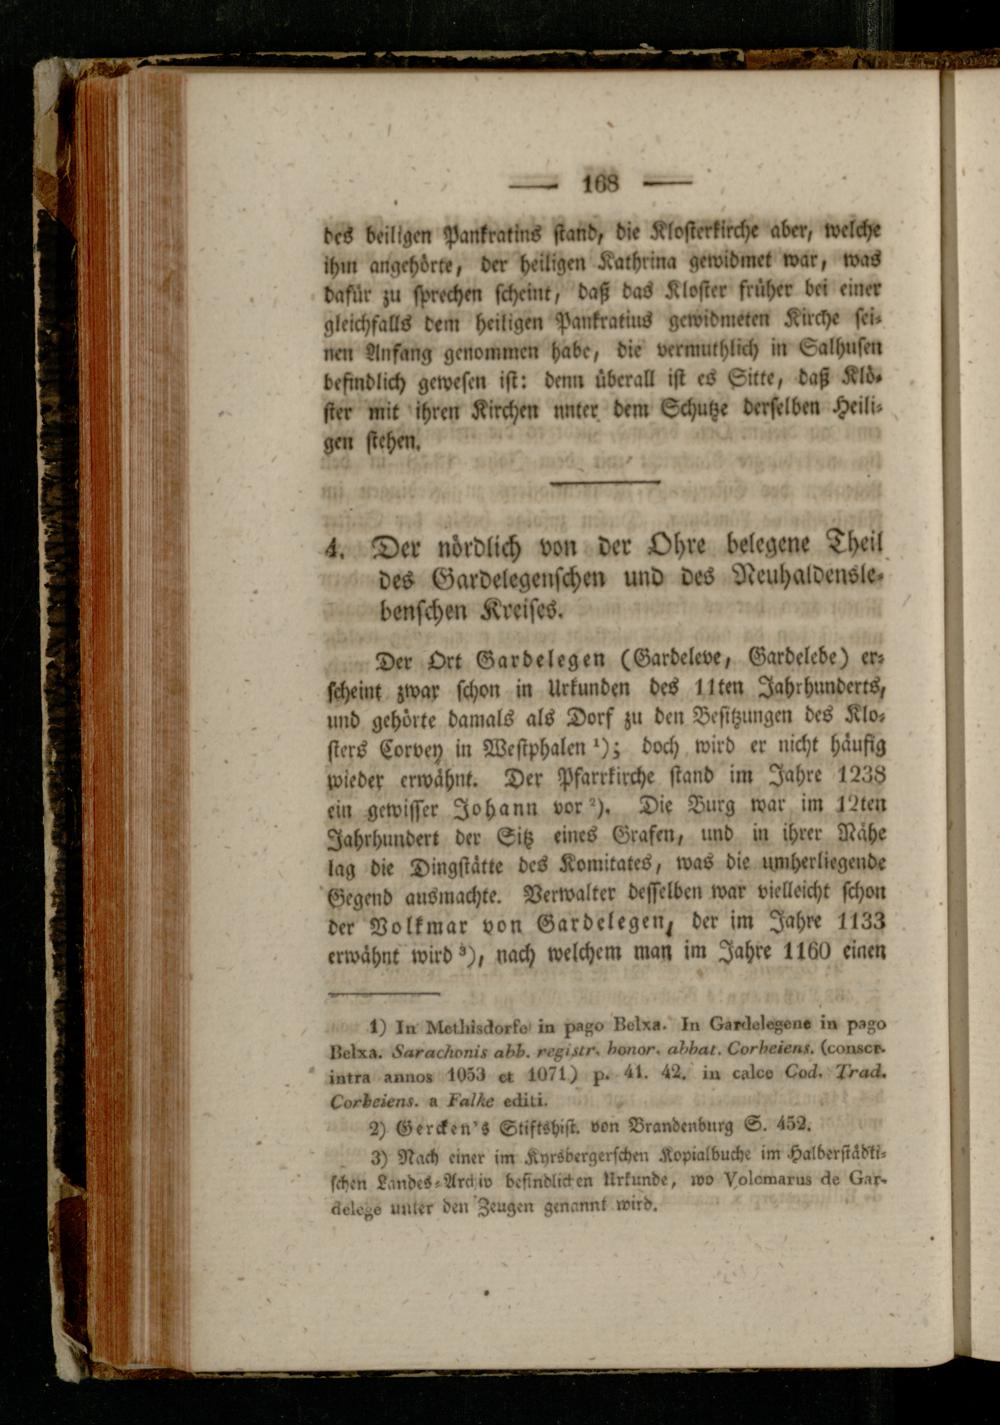 — 168 —
des heiligen Pankratius stand, die Klosterkirche aber, welche
ihm angehörte, der heiligen Kathrina gewidmet war, was
dafür zu sprechen scheint, daß das Kloster früher bei einer
gleichfalls dem heiligen Pankratius gewidmeten Kirche sei-
nen Anfang genommen habe, die vermuthlich in Salhusen
befindlich gewesen ist: denn überall ist es Sitte, daß Klö-
ster mit ihren Kirchen unter dem Schutze derselben Heili-
gen stehen.
4. Der nördlich von der Ohre belegene Theil
des Gardelegenschen und des Neuhaldensle-
benschen Kreises.
Der Ort Gardelegen (Gardeleve, Gardelebe) er-
scheint zwar schon in Urkunden des 11ten Jahrhunderts,
und gehörte damals als Dorf zu den Besitzungen des Klo-
sters Corvey in Westphalen ¹); doch wird er nicht häufig
wieder erwähnt. Der Pfarrkirche stand im Jahre 1238
ein gewisser Johann vor ²). Die Burg war im 12ten
Jahrhundert der Sitz eines Grafen, und in ihrer Nähe
lag die Dingstätte des Komitates, was die umherliegende
Gegend ausmachte. Verwalter desselben war vielleicht schon
der Volkmar von Gardelegen, der im Jahre 1133
erwähnt wird ³), nach welchem man im Jahre 1160 einen
1) In Methisdorfe in pago Belxa. In Gardelegene in pago
Belxa. Sarachonis abb. registr. honor. abbat. Corbeiens. (conscr.
intra annos 1053 et 1071) p. 41. 42. in calce Cod. Trad.
Corbeiens. a Falke editi.
2) Gercken's Stiftshist. von Brandenburg S. 452.
3) Nach einer im Kyrsbergerschen Kopialbuche im Halberstädti-
schen Landes-Archiv befindlichen Urkunde, wo Volcmarus de Gar-
delege unter den Zeugen genannt wird.